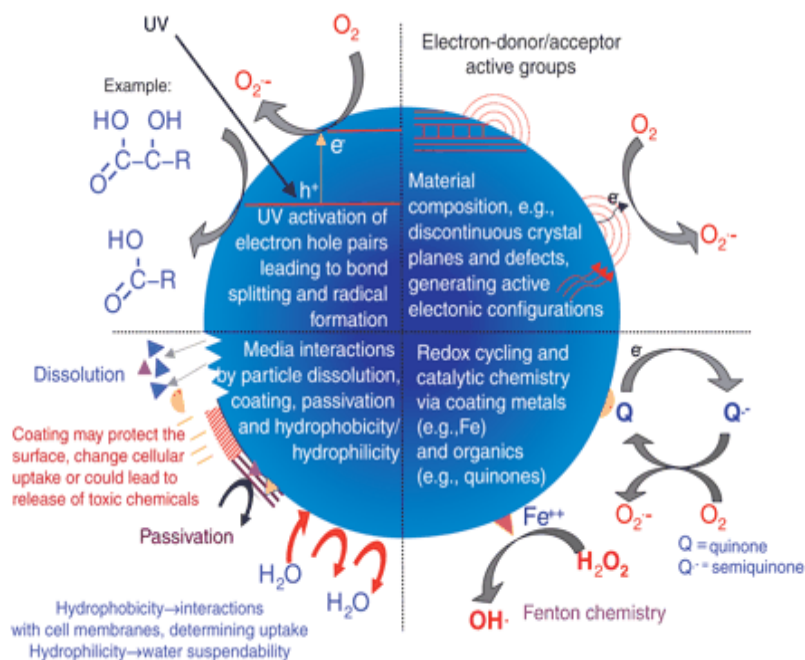 UV
O₂
O₂·-
Example:
HO OH
C-C-R
O
HO
C-R
O
h⁺
e⁻
UV activation of
electron hole pairs
leading to bond
splitting and radical
formation
Electron-donor/acceptor
active groups
O₂
e⁻
O₂·-
Material
composition, e.g.,
discontinuous crystal
planes and defects,
generating active
electonic configurations
Dissolution
Media interactions
by particle dissolution,
coating, passivation
and hydrophobicity/
hydrophilicity
Coating may protect the
surface, change cellular
uptake or could lead to
release of toxic chemicals
Passivation
H₂O
H₂O
Hydrophobicity→interactions
with cell membranes, determining uptake
Hydrophilicity→water suspendability
Redox cycling and
catalytic chemistry
via coating metals
(e.g.,Fe)
and organics
(e.g., quinones)
e⁻
Q
Q·-
O₂·-
O₂
Q = quinone
Q·- = semiquinone
Fe++
H₂O₂
OH·
Fenton chemistry